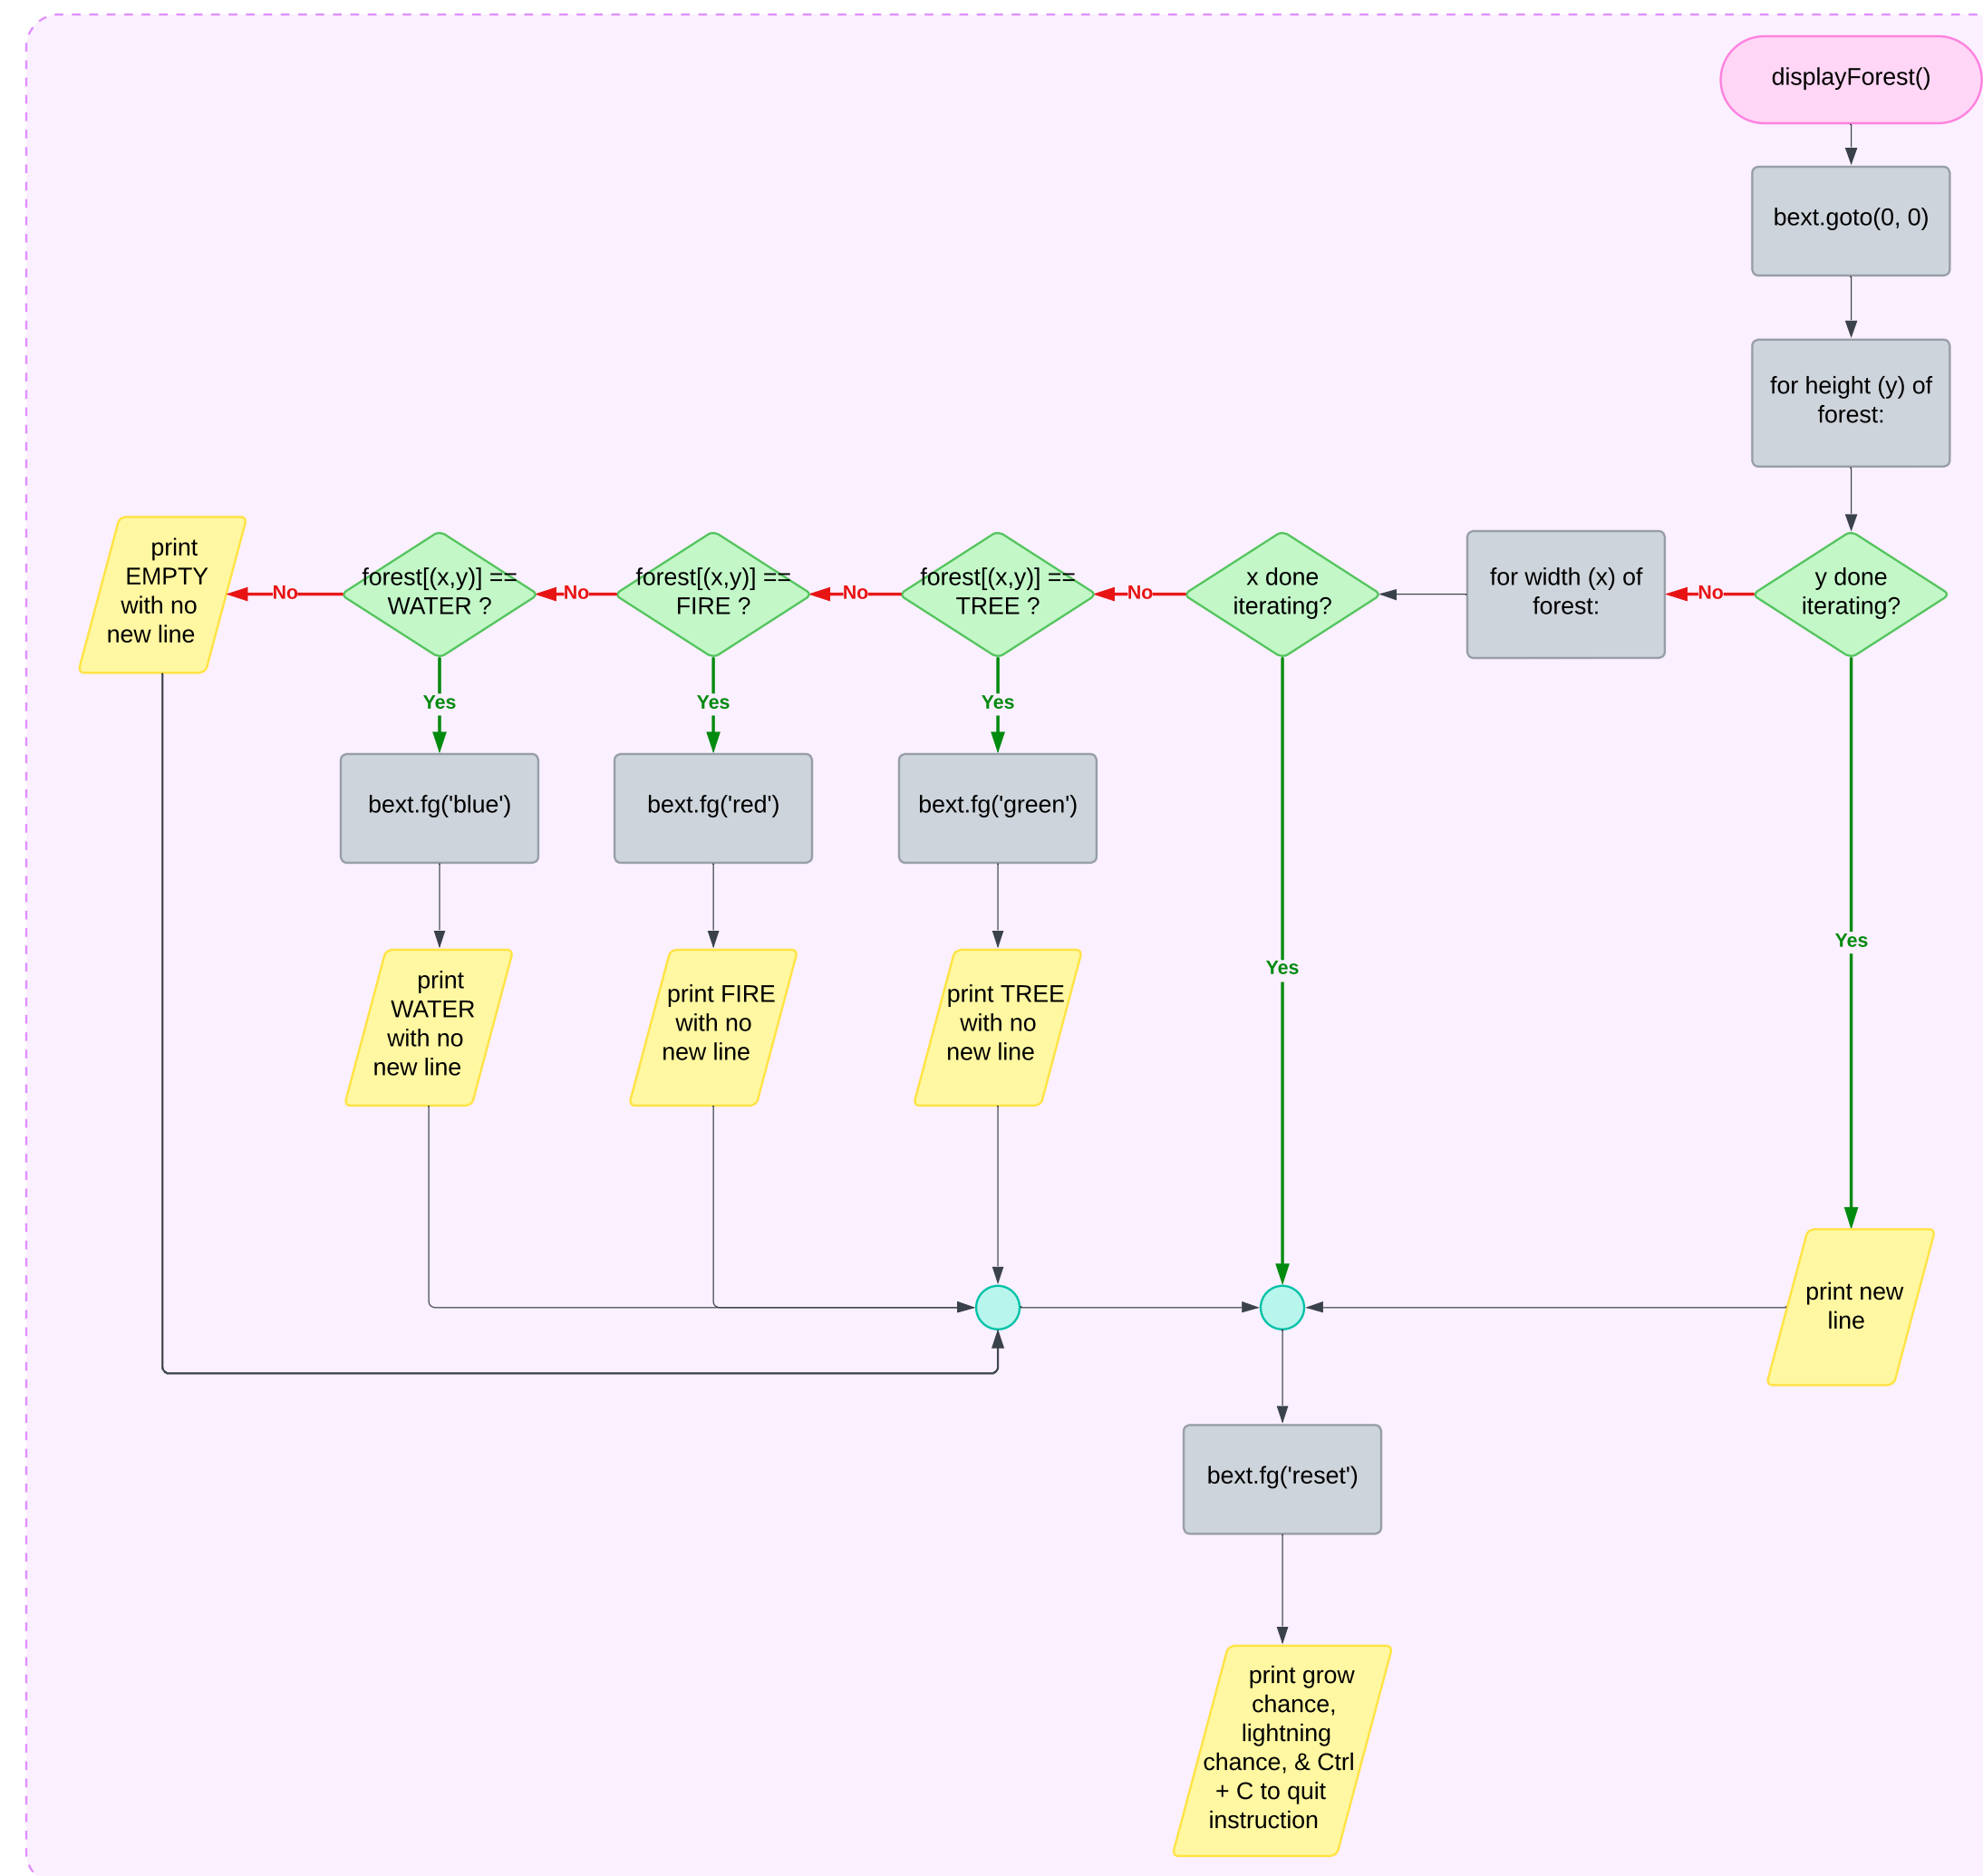 displayForest()
bext.goto(0, 0)
for height (y) of
forest:
y done
iterating?
No
for width (x) of
forest:
x done
iterating?
No
forest[(x,y)] ==
TREE ?
No
forest[(x,y)] ==
FIRE ?
No
forest[(x,y)] ==
WATER ?
No
print
EMPTY
with no
new line
Yes
Yes
Yes
bext.fg('blue')
bext.fg('red')
bext.fg('green')
Yes
Yes
print
WATER
with no
new line
print FIRE
with no
new line
print TREE
with no
new line
print new
line
bext.fg('reset')
print grow
chance,
lightning
chance, & Ctrl
+ C to quit
instruction